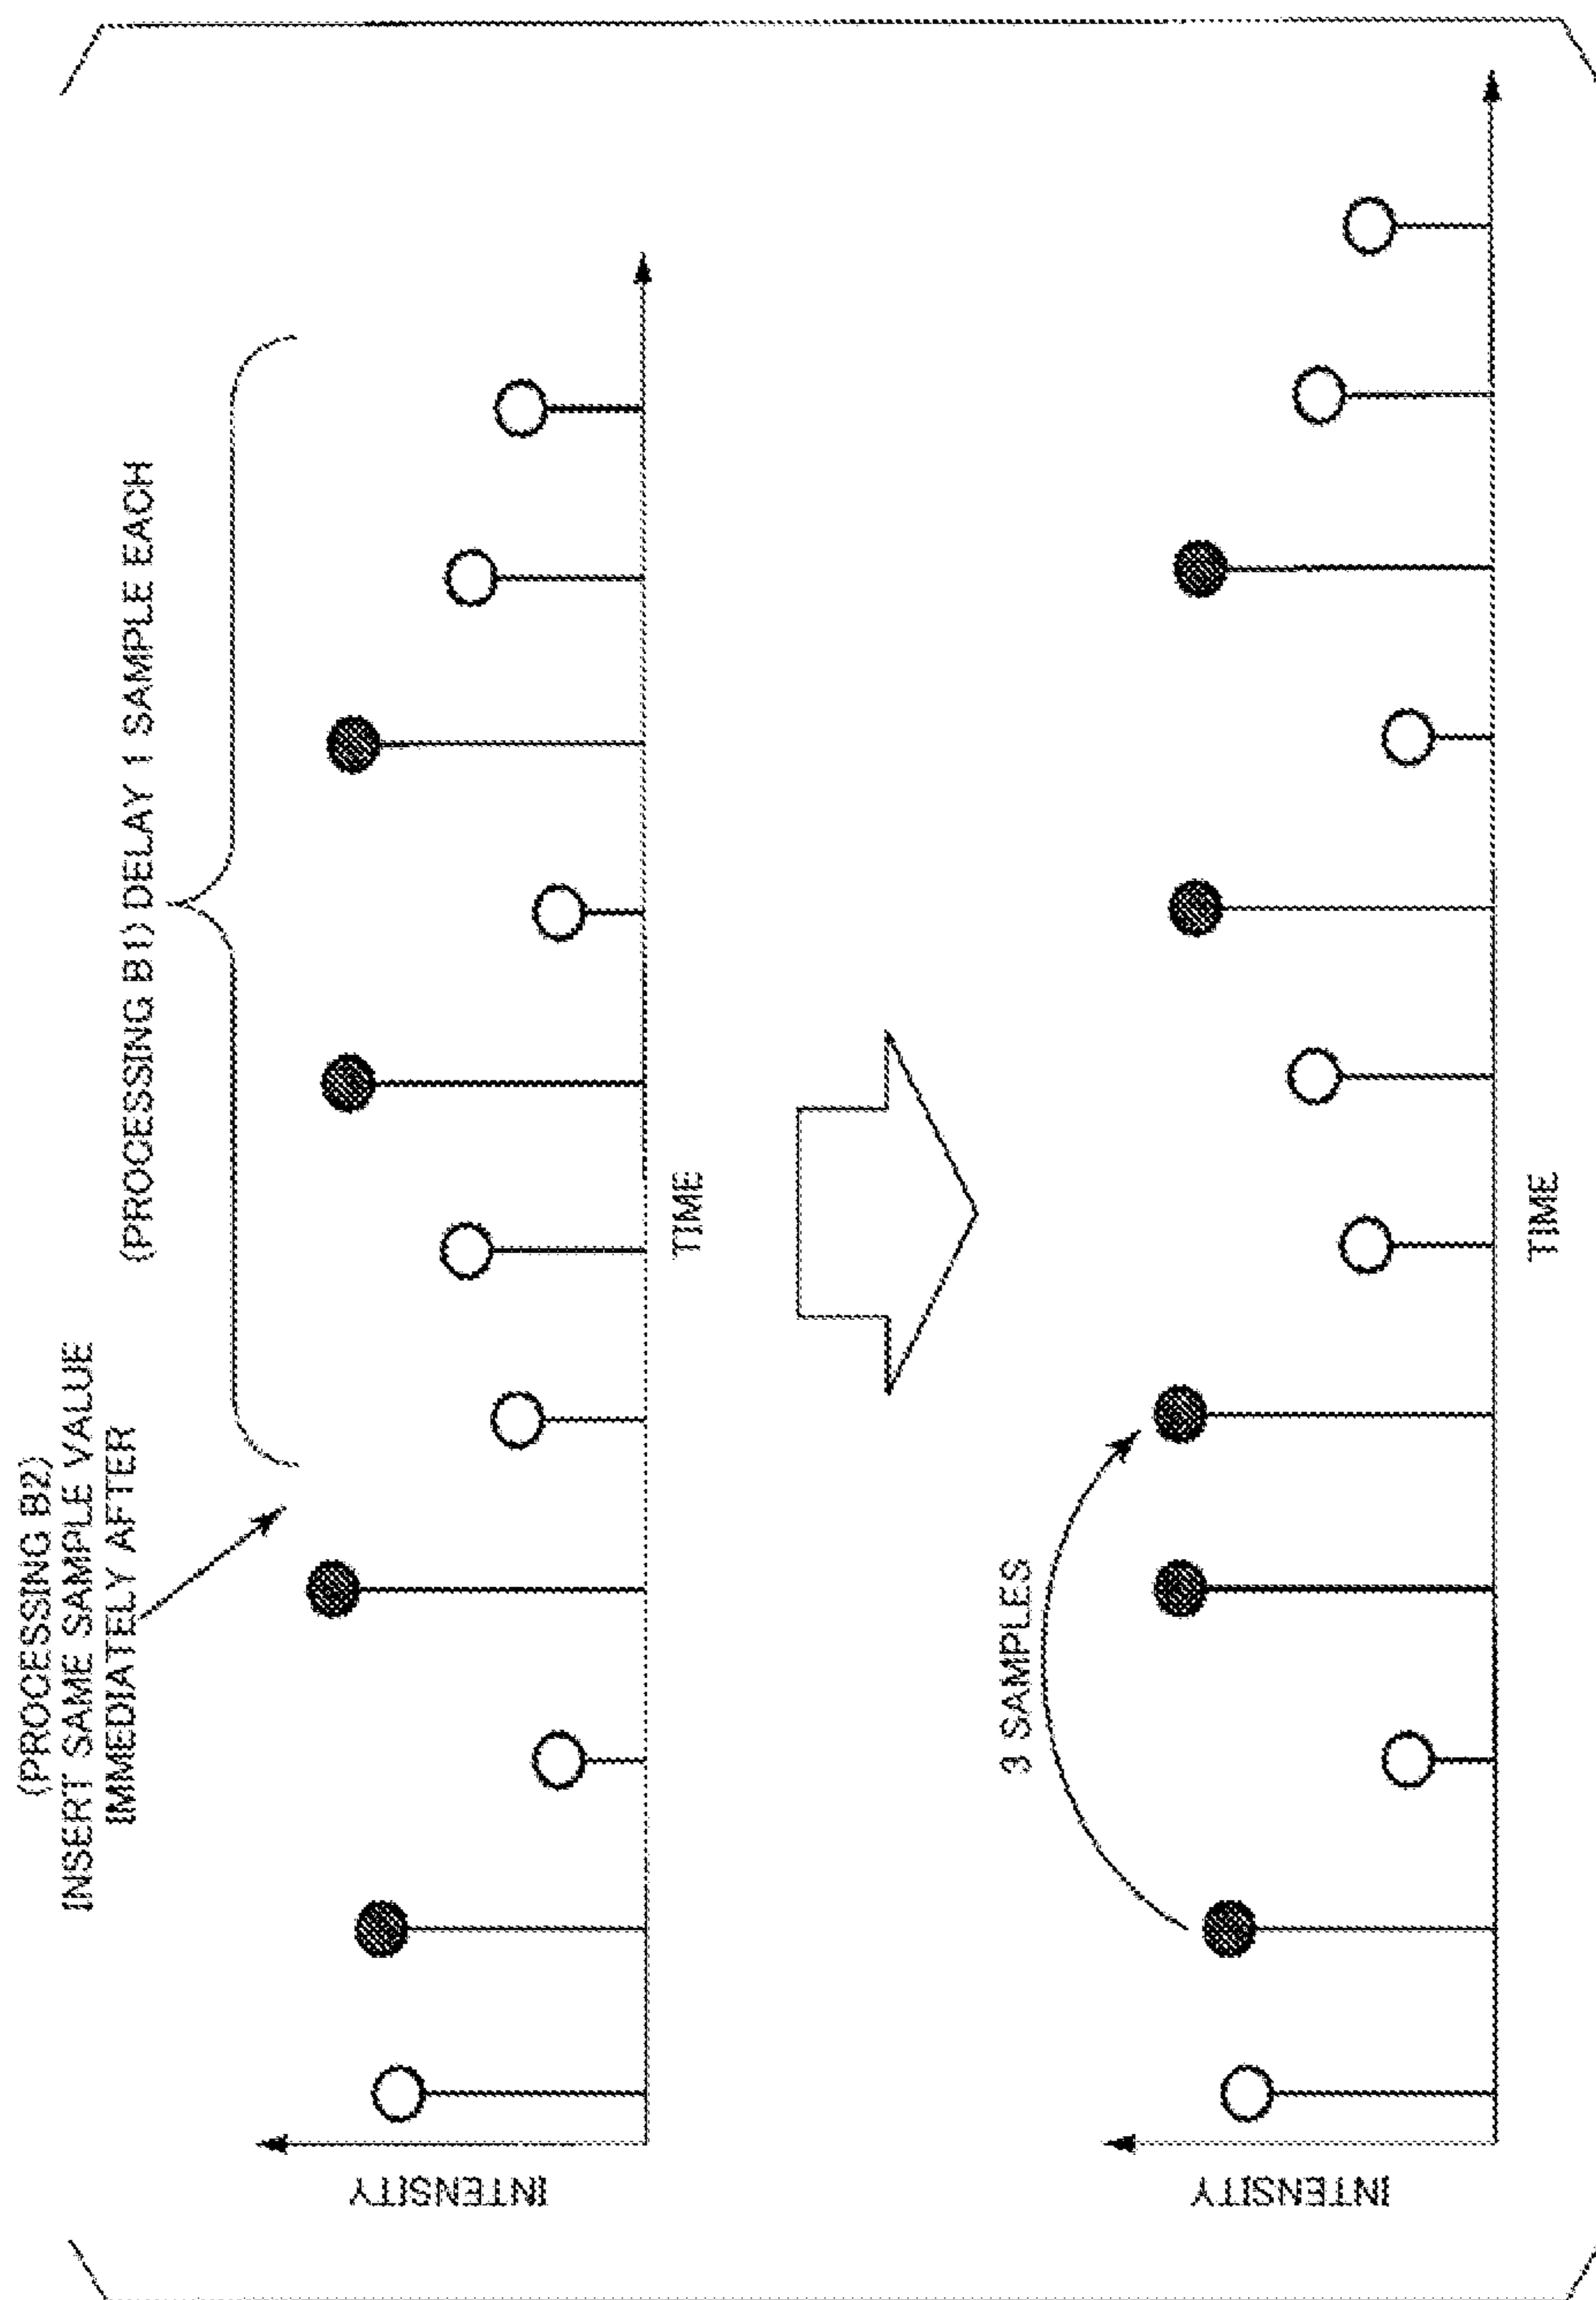 (PROCESSING B2)
INSERT SAME SAMPLE VALUE
IMMEDIATELY AFTER
(PROCESSING B1) DELAY 1 SAMPLE EACH
INTENSITY
TIME
3 SAMPLES
INTENSITY
TIME